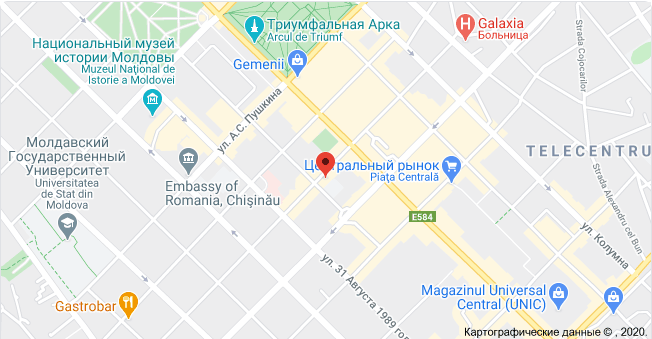 Триумфальная Арка
Arcul de Triumf
Galaxia
Больница
Национальный музей
истории Молдовы
Muzeul Național de
Istorie a Moldovei
Gemenii
Strada Cojocarilor
ул. А.С. Пушкина
Молдавский
Государственный
Университет
Universitatea
de Stat din
Moldova
Embassy of
Romania, Chișinău
Центральный рынок
Piața Centrală
TELECENTRU
Strada Alexandru cel Bun
E584
ул. Колумна
ул. 31 Августа 1989 год
Gastrobar
Magazinul Universal
Central (UNIC)
Картографические данные © , 2020.